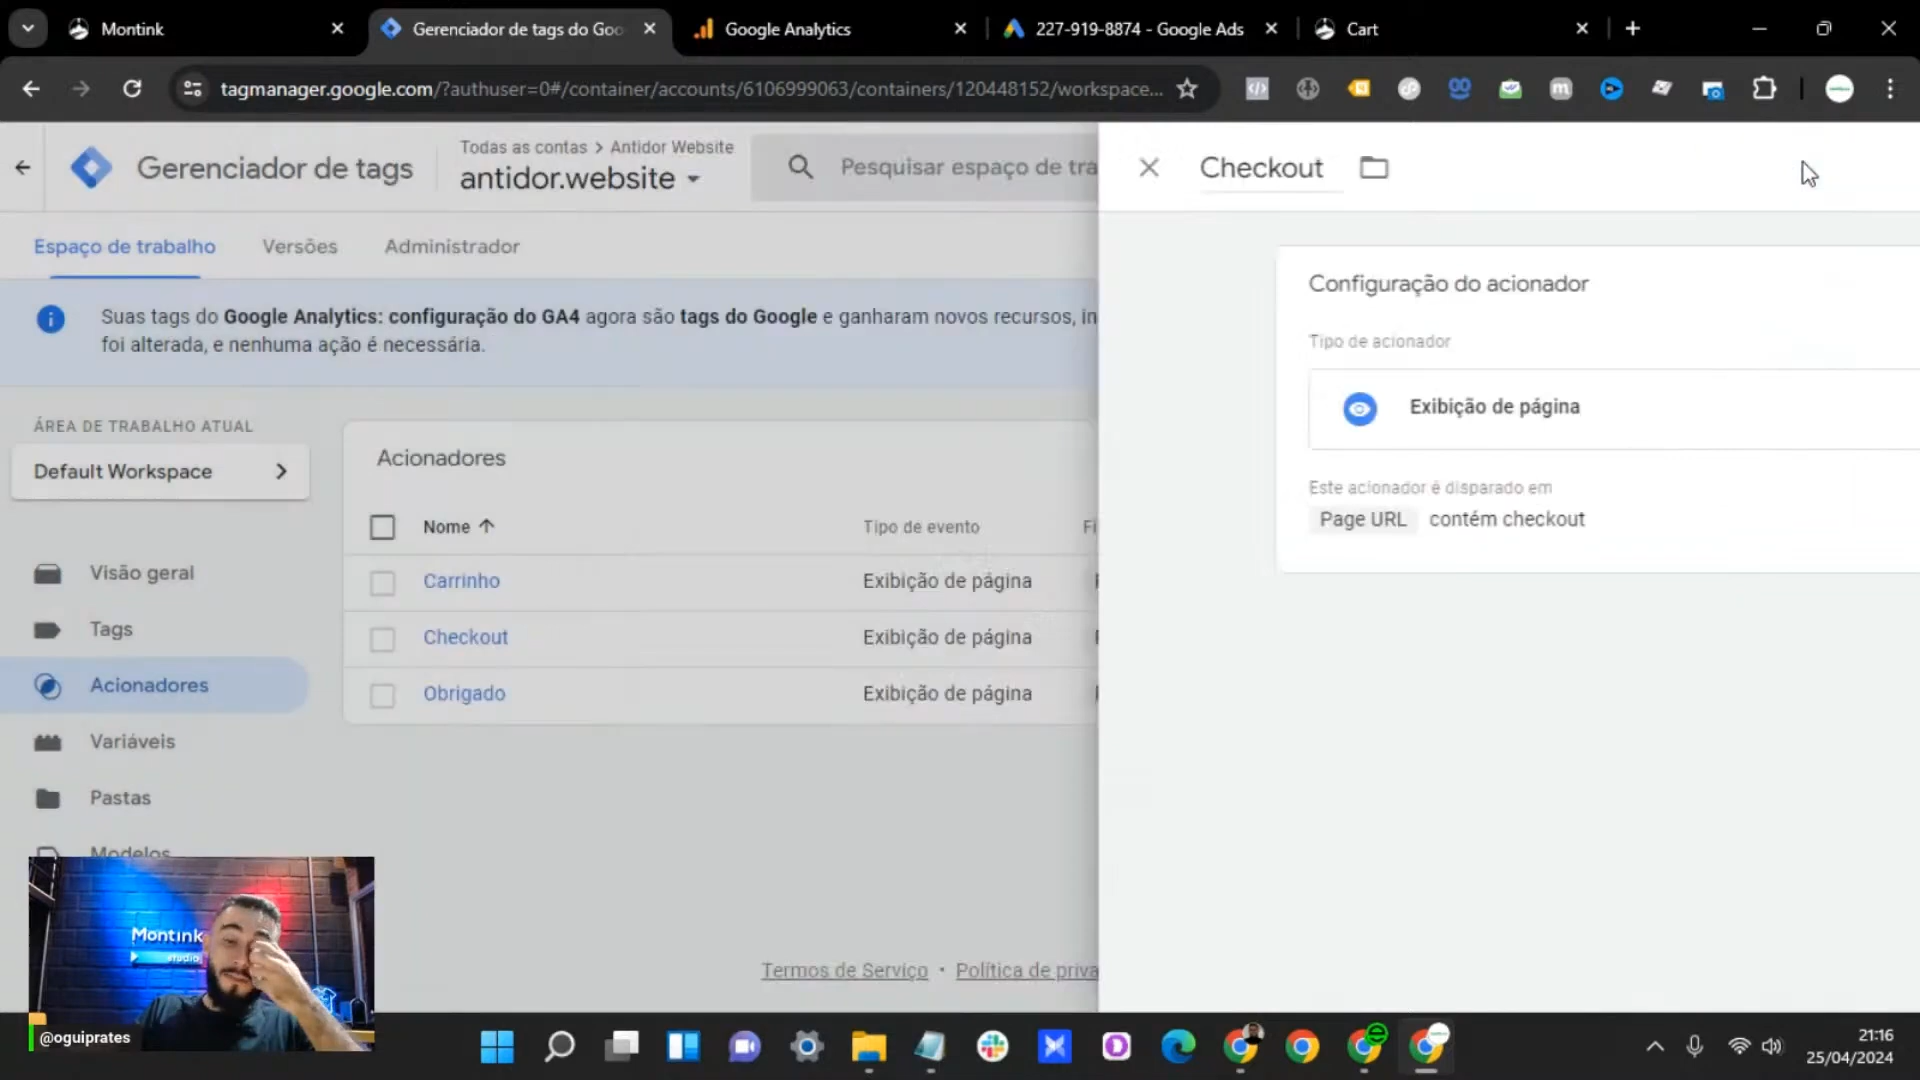 Montink
Gerenciador de tags do Goo
Google Analytics
227-919-8874 - Google Ads
Cart
tagmanager.google.com/?authuser=0#/container/accounts/6106999063/containers/120448152/workspace...
Gerenciador de tags
Todas as contas > Antidor Website
antidor.website
Pesquisar espaço de tra
Checkout
Espaço de trabalho
Versões
Administrador
Suas tags do Google Analytics: configuração do GA4 agora são tags do Google e ganharam novos recursos, in
foi alterada, e nenhuma ação é necessária.
Configuração do acionador
Tipo de acionador
Exibição de página
Este acionador é disparado em
Page URL contém checkout
ÁREA DE TRABALHO ATUAL
Default Workspace
Acionadores
Nome
Tipo de evento
Fi
Carrinho
Exibição de página
Checkout
Exibição de página
Obrigado
Exibição de página
Visão geral
Tags
Acionadores
Variáveis
Pastas
Modelos
Termos de Serviço · Política de priva
Montink
studio
@oguiprates
21:16
25/04/2024